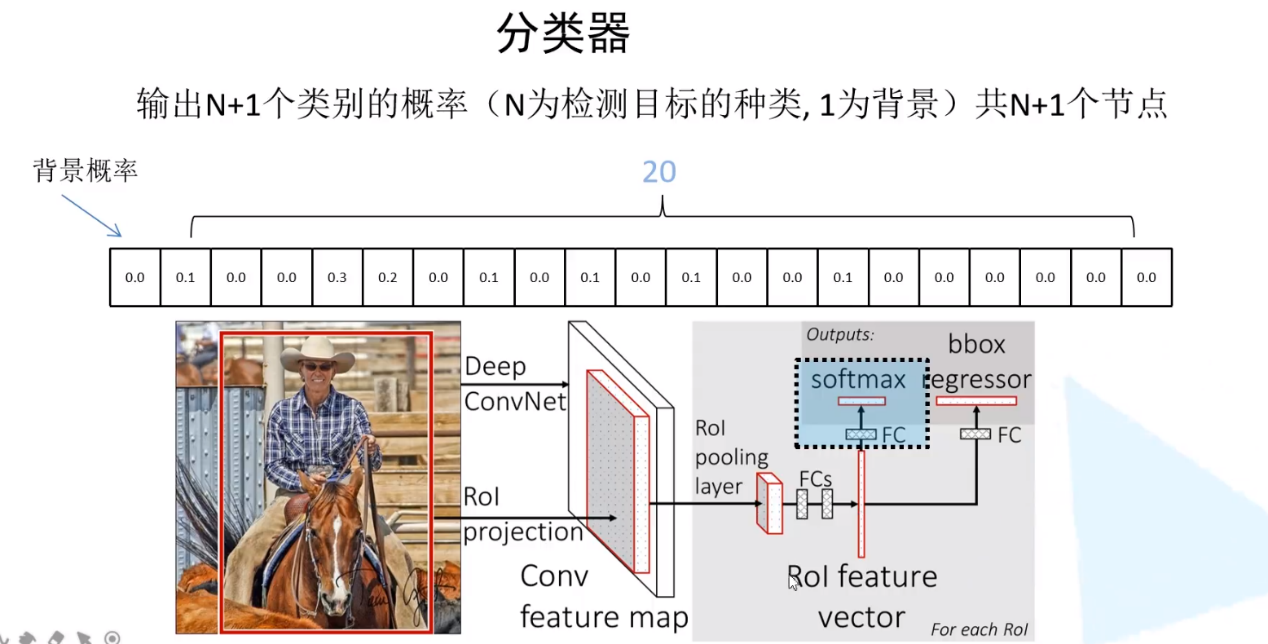 分类器
输出N+1个类别的概率（N为检测目标的种类, 1为背景）共N+1个节点
背景概率
20
0.0 0.1 0.0 0.0 0.3 0.2 0.0 0.1 0.0 0.1 0.0 0.1 0.0 0.0 0.1 0.0 0.0 0.0 0.0 0.0 0.0
Deep
ConvNet
RoI
projection
Conv
feature map
RoI
pooling
layer
FCs
Outputs:
softmax
FC
bbox
regressor
FC
RoI feature
vector
For each RoI